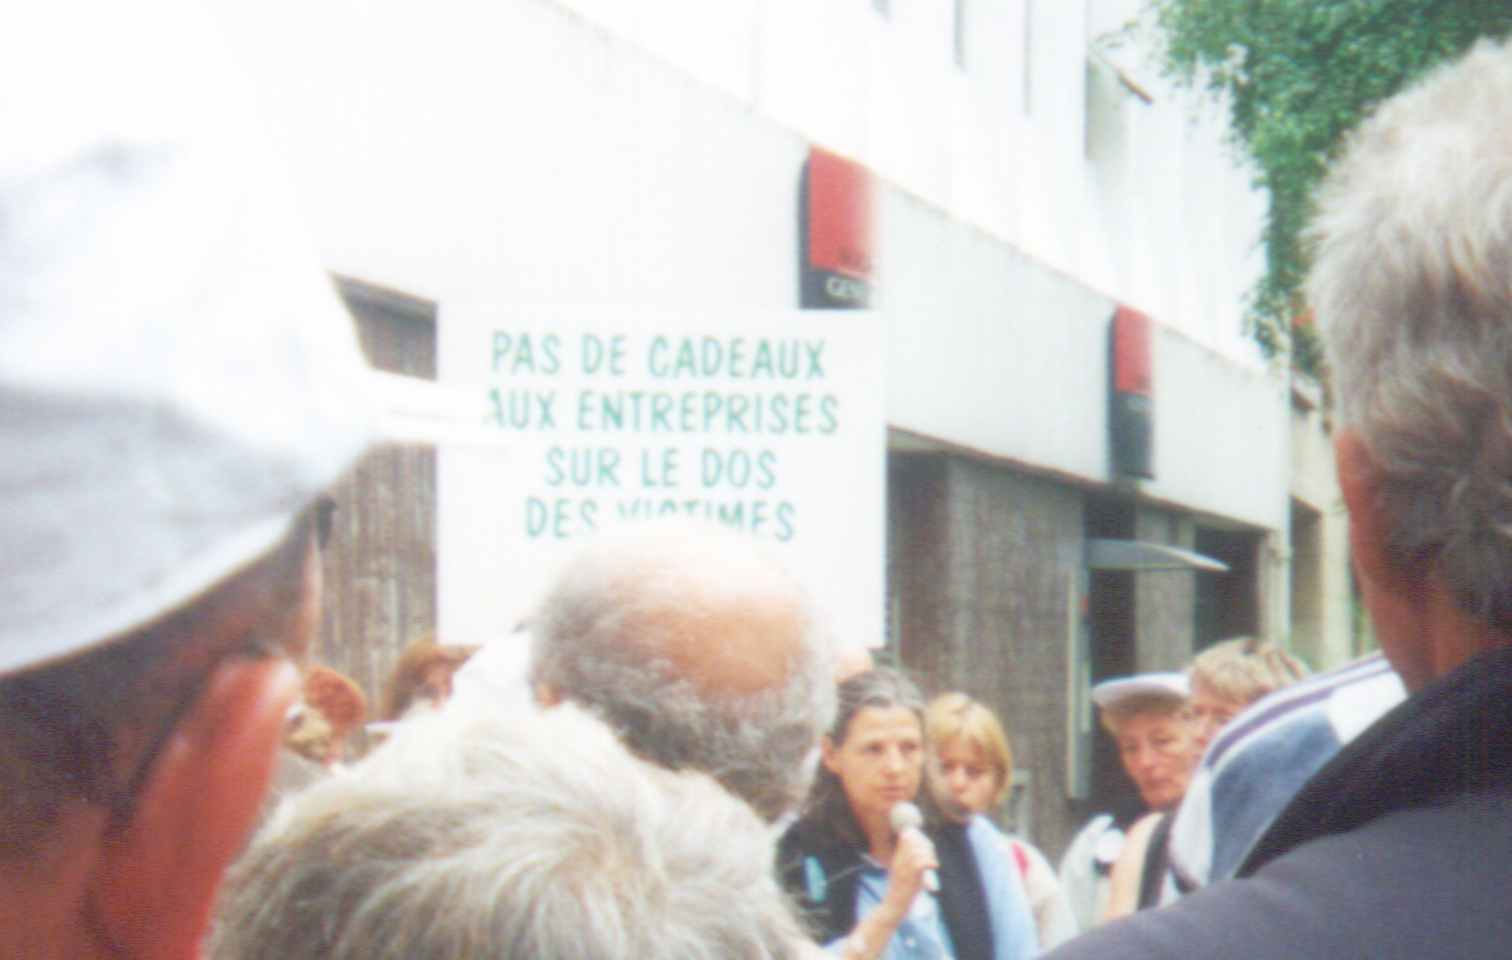 PAS DE CADEAUX
AUX ENTREPRISES
SUR LE DOS
DES VICTIMES